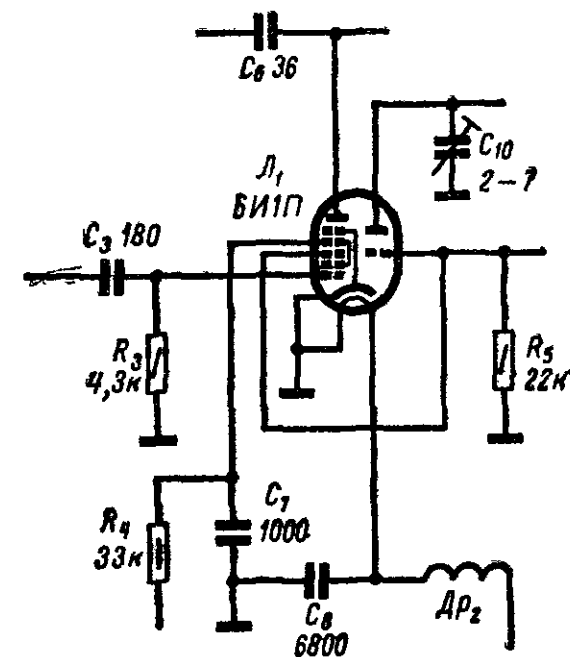 C₆ 36
Л₁
6И1П
C₁₀
2–7
C₃ 180
R₃
4,3к
R₅
22к
R₄
33к
C₇
1000
C₈
6800
Др₂